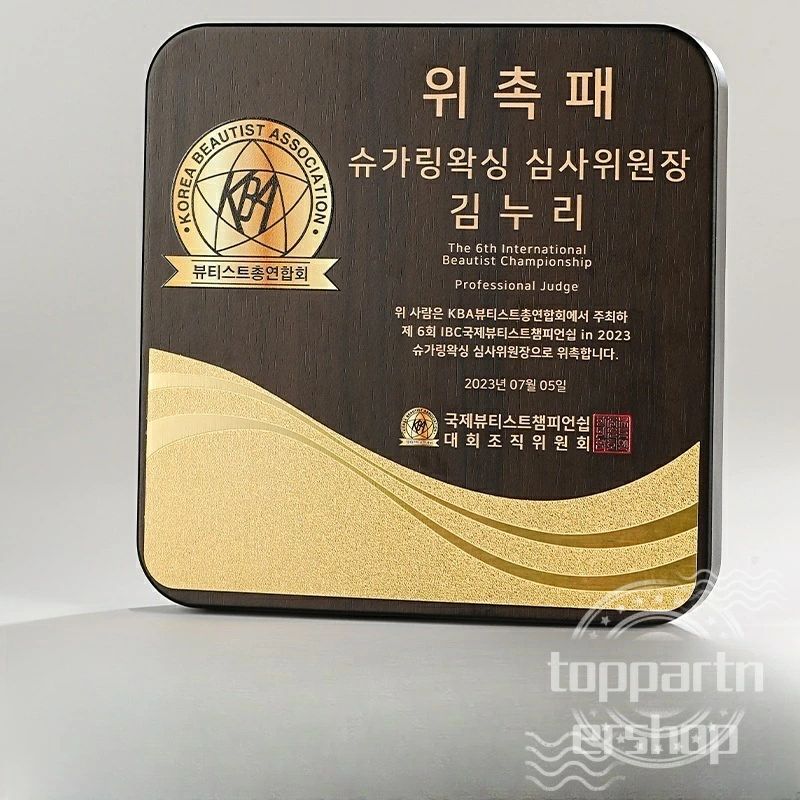 위촉패
슈가링왁싱 심사위원장
김누리
The 6th International
Beautist Championship
Professional Judge
위 사람은 KBA뷰티스트총연합회에서 주최하
제 6회 IBC국제뷰티스트챔피언쉽 in 2023
슈가링왁싱 심사위원장으로 위촉합니다.
2023년 07월 05일
국제뷰티스트챔피언쉽
대회조직위원회
KOREA BEAUTIST ASSOCIATION
KBA
뷰티스트총연합회
KBA
toppartn
ershop